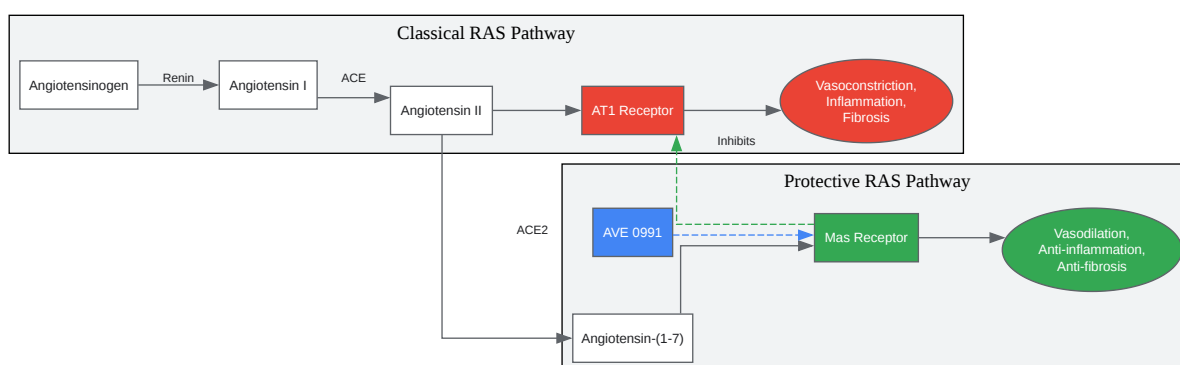 Classical RAS Pathway
Angiotensinogen
Renin
Angiotensin I
ACE
Angiotensin II
AT1 Receptor
Vasoconstriction,
Inflammation,
Fibrosis
Inhibits
Protective RAS Pathway
ACE2
AVE 0991
Mas Receptor
Vasodilation,
Anti-inflammation,
Anti-fibrosis
Angiotensin-(1-7)